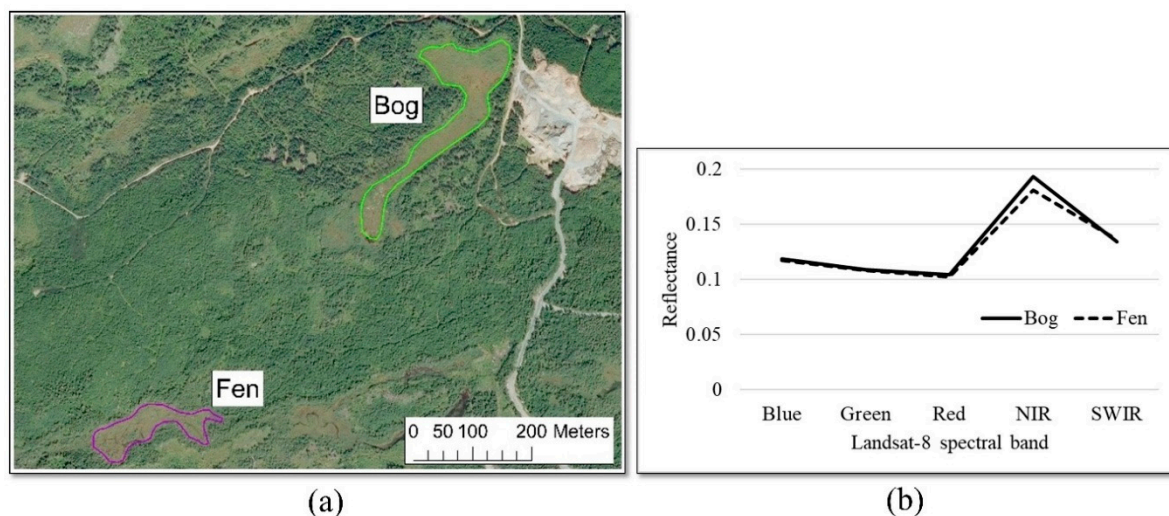 Bog
Fen
0 50 100 200 Meters
(a)
0.2
0.15
0.1
0.05
0
Reflectance
Bog Fen
Blue Green Red NIR SWIR
Landsat-8 spectral band
(b)